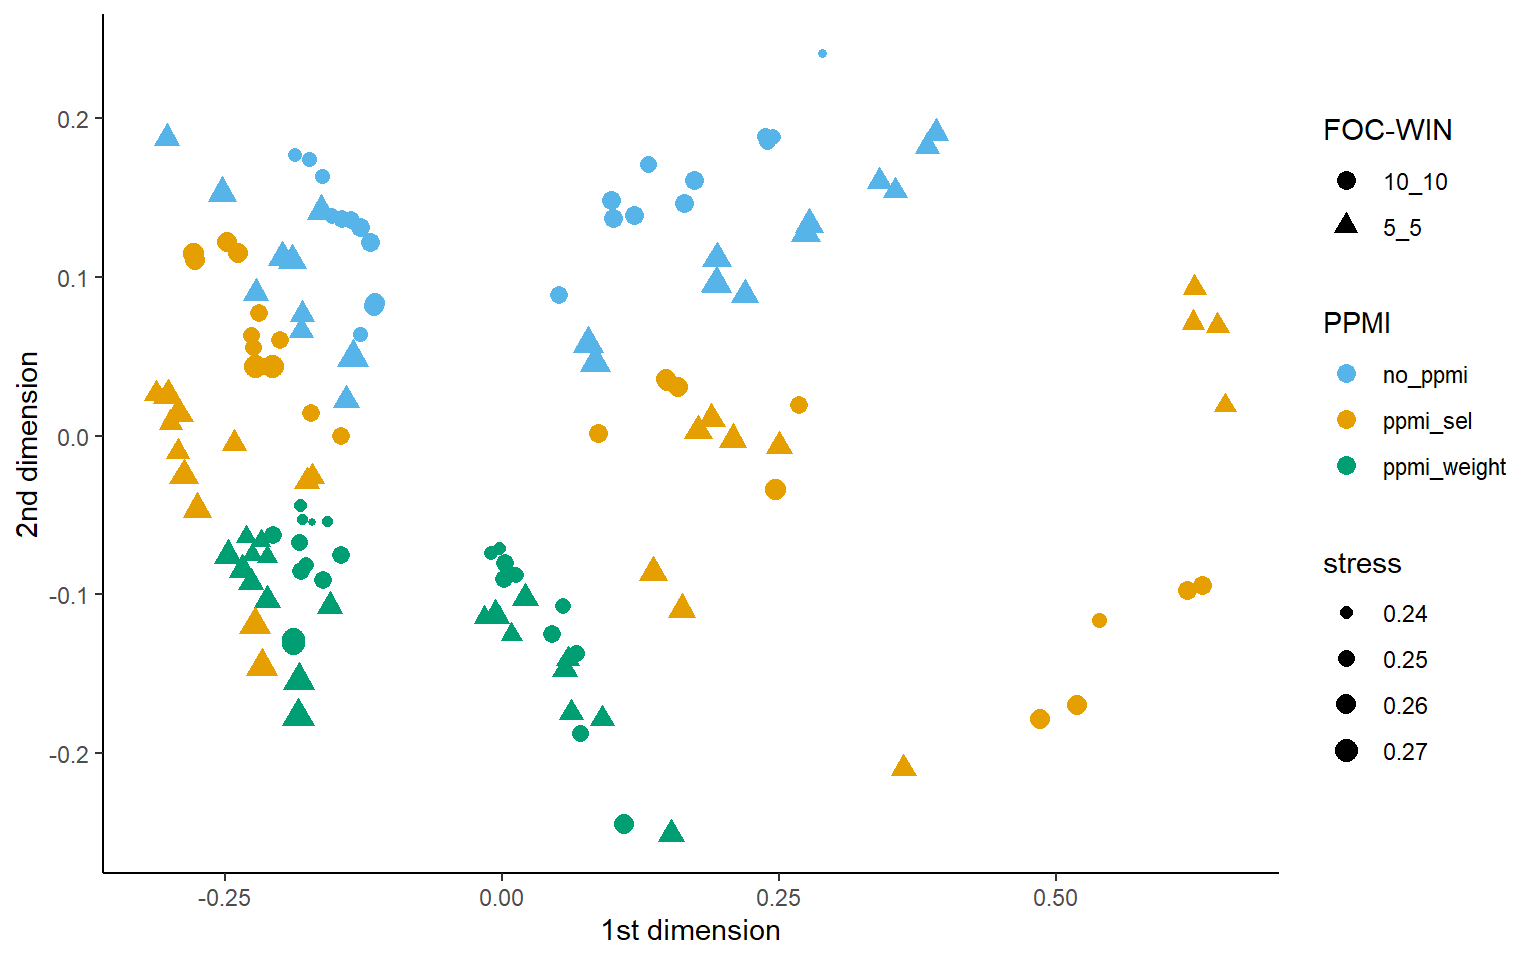 0.2
0.1
0.0
-0.1
-0.2
2nd dimension
-0.25
0.00
0.25
0.50
1st dimension
FOC-WIN
10_10
5_5
PPMI
no_ppmi
ppmi_sel
ppmi_weight
stress
0.24
0.25
0.26
0.27